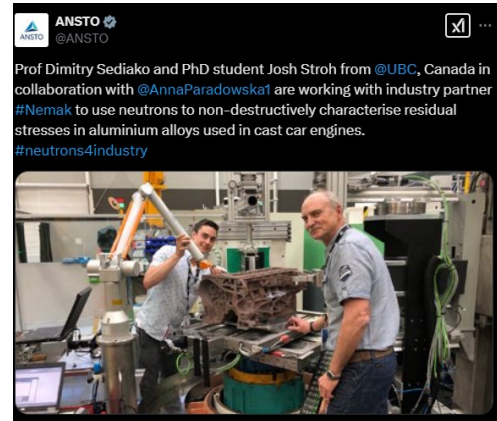 ANSTO
@ANSTO
ANSTO
Prof Dimitry Sediako and PhD student Josh Stroh from @UBC, Canada in
collaboration with @AnnaParadowska1 are working with industry partner
#Nemak to use neutrons to non-destructively characterise residual
stresses in aluminium alloys used in cast car engines.
#neutrons4industry